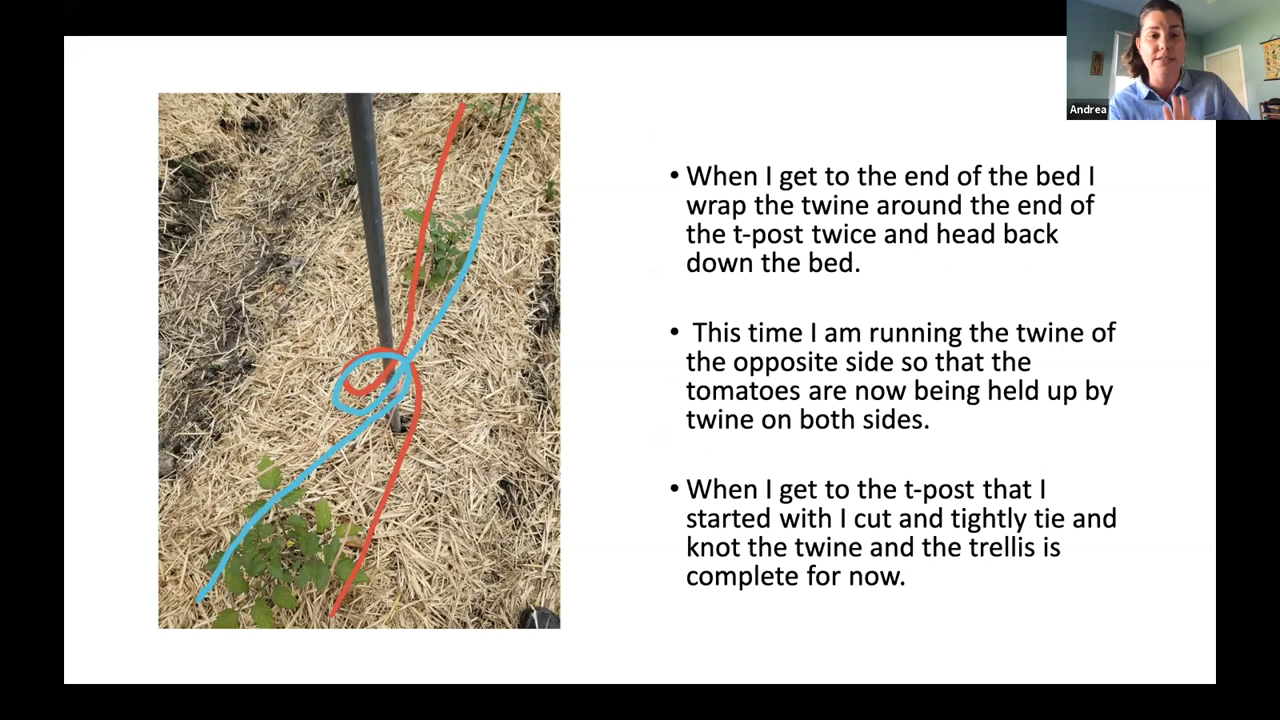 Andrea
• When I get to the end of the bed I
wrap the twine around the end of
the t-post twice and head back
down the bed.
• This time I am running the twine of
the opposite side so that the
tomatoes are now being held up by
twine on both sides.
• When I get to the t-post that I
started with I cut and tightly tie and
knot the twine and the trellis is
complete for now.